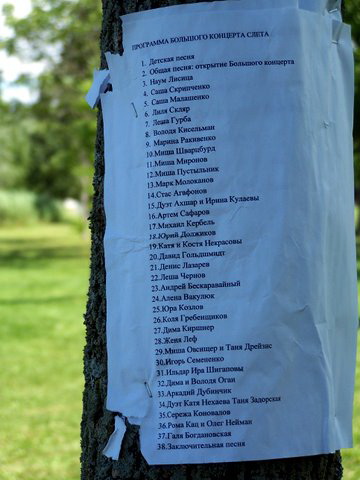 ПРОГРАММА БОЛЬШОГО КОНЦЕРТА СЛЕТА
1. Детская песня
2. Общая песня: открытие Большого концерта
3. Наум Лисица
4. Саша Скрипченко
5. Саша Малашенко
6. Лиля Скляр
7. Леша Гурба
8. Володя Кисельман
9. Марина Ракивенко
10.Миша Шварцбурд
11.Миша Миронов
12.Миша Пустыльник
13.Марк Молоканов
14.Стас Агафонов
15.Дуэт Ахшар и Ирина Кулаевы
16.Артем Сафаров
17.Михаил Кербель
18.Юрий Должиков
19.Катя и Костя Некрасовы
20.Давид Гольдшмидт
21.Денис Лазарев
22.Леша Чернов
23.Андрей Бескаравайный
24.Алена Вакулюк
25.Юра Козлов
26.Коля Гребенщиков
27.Дима Киршнер
28.Женя Леф
29.Миша Овсищер и Таня Дрейзис
30.Игорь Семененко
31.Ильдар Ира Шигаповы
32.Дима и Володя Оган
33.Аркадий Дубинчик
34.Дуэт Катя Нехаева Таня Задорская
35.Сережа Коновалов
36.Рома Кац и Олег Нейман
37.Галя Богдановская
38.Заключительная песня